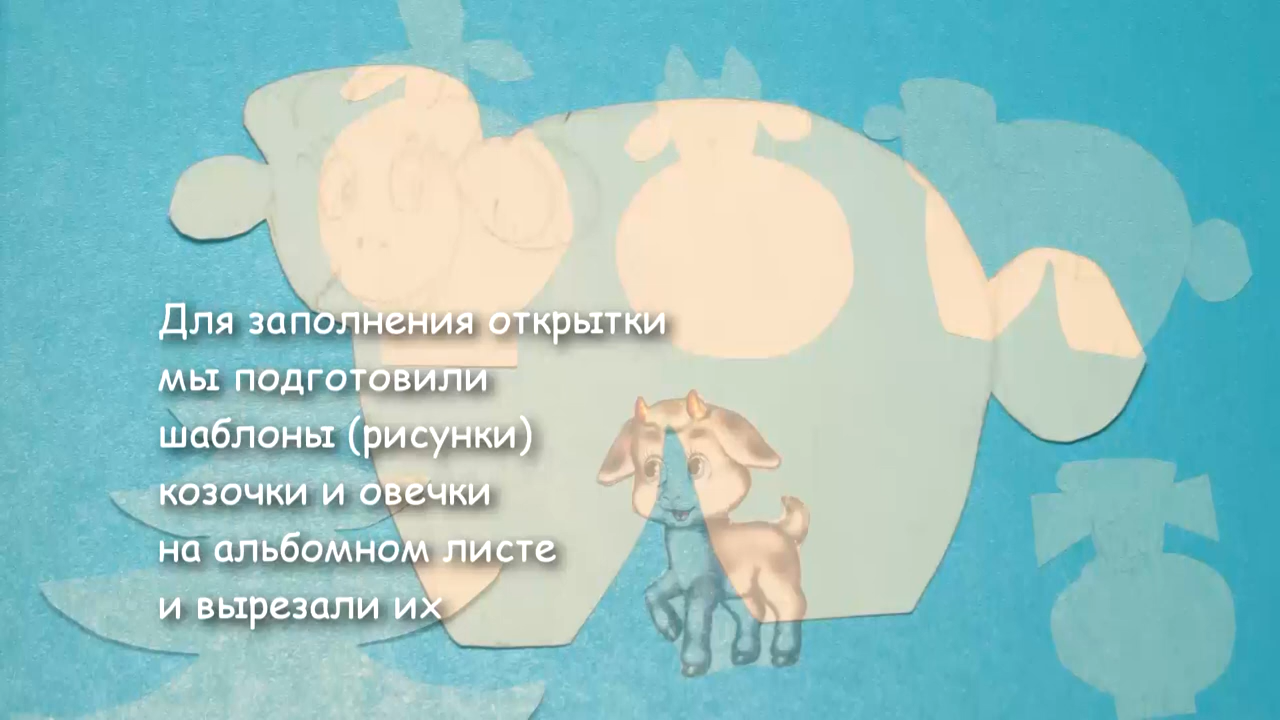 Для заполнения открытки
мы подготовили
шаблоны (рисунки)
козочки и овечки
на альбомном листе
и вырезали их